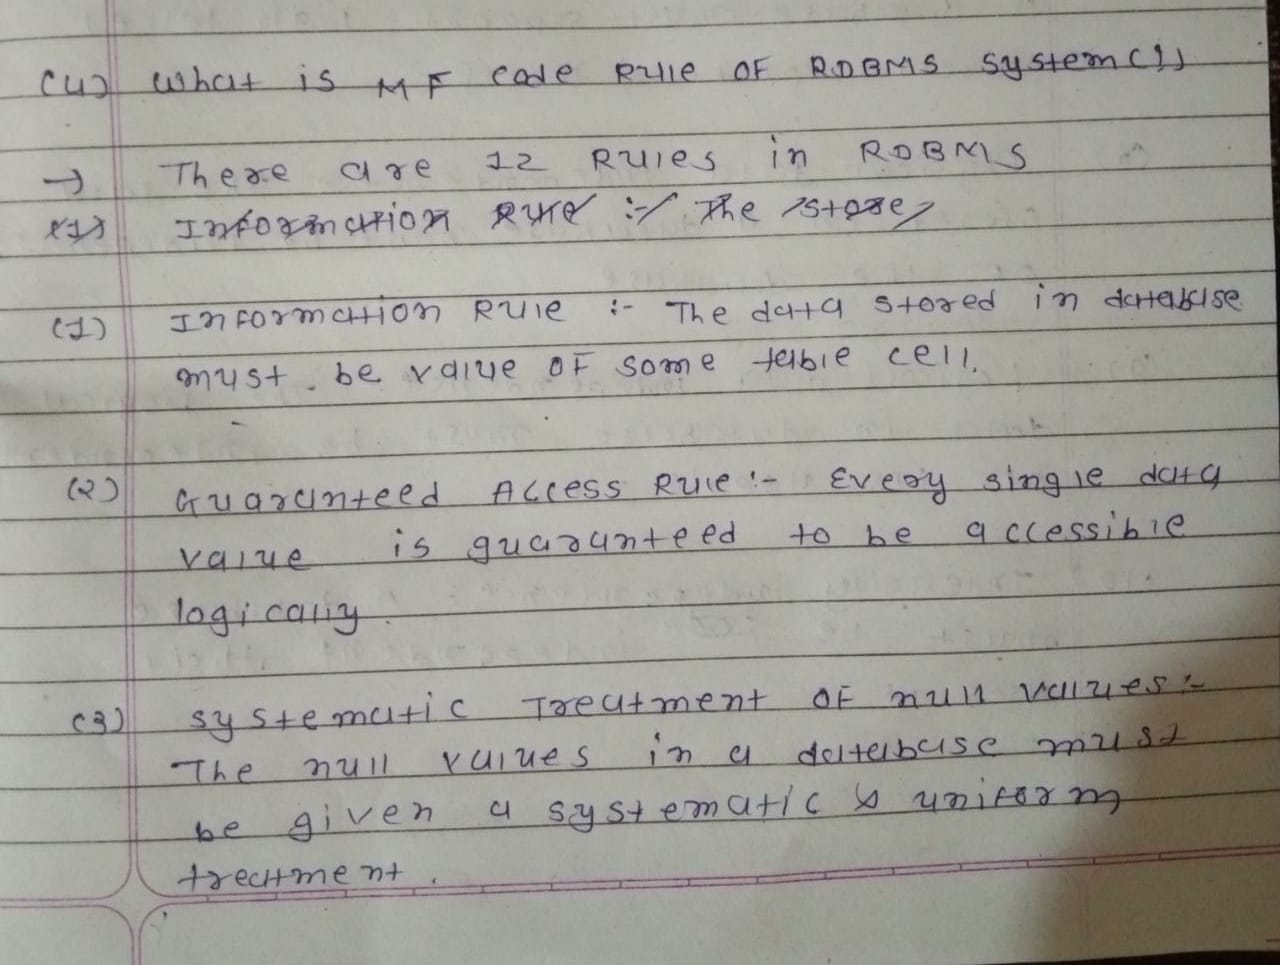 (4) What is MF Code Rule OF RDBMS System (1)
→ There are 12 Rules in RDBMS
(1) Information Rule :- The store
(1) Information Rule :- The data stored in database
must be value OF some table cell.
(2) Guaranteed Access Rule :- Every single data
value is guaranteed to be accessible
logically.
(3) Systematic Treatment OF null values :-
The null values in a database must
be given a systematic & uniform
treatment.